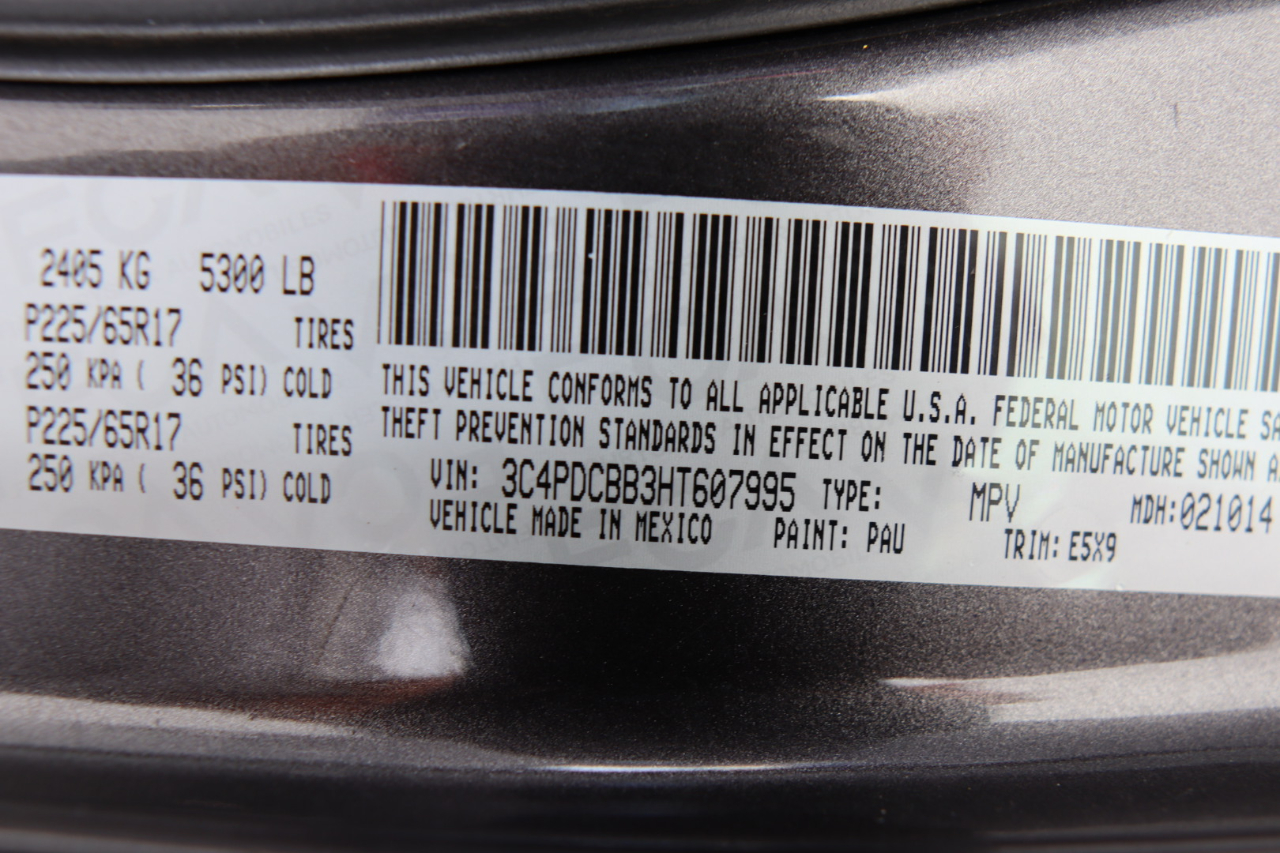 2405 KG 5300 LB
P225/65R17 TIRES
250 KPA ( 36 PSI) COLD
P225/65R17 TIRES
250 KPA ( 36 PSI) COLD
THIS VEHICLE CONFORMS TO ALL APPLICABLE U.S.A. FEDERAL MOTOR VEHICLE SA
THEFT PREVENTION STANDARDS IN EFFECT ON THE DATE OF MANUFACTURE SHOWN A
VIN: 3C4PDCBB3HT607995 TYPE: MPV MDH:021014
VEHICLE MADE IN MEXICO PAINT: PAU TRIM: E5X9